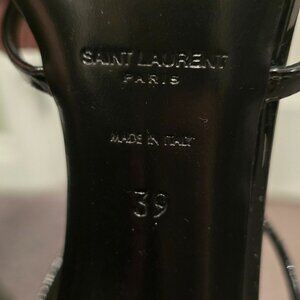 SAINT LAURENT
PARIS
MADE IN ITALY
39